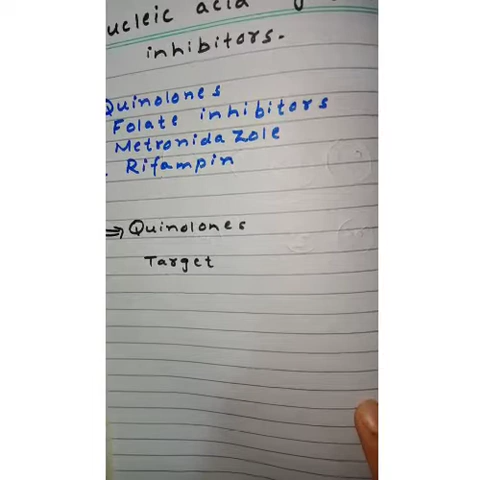 ucleic acid
inhibitors.
Quinolones
Folate inhibitors
Metronidazole
Rifampin
⇒ Quinolones
Target